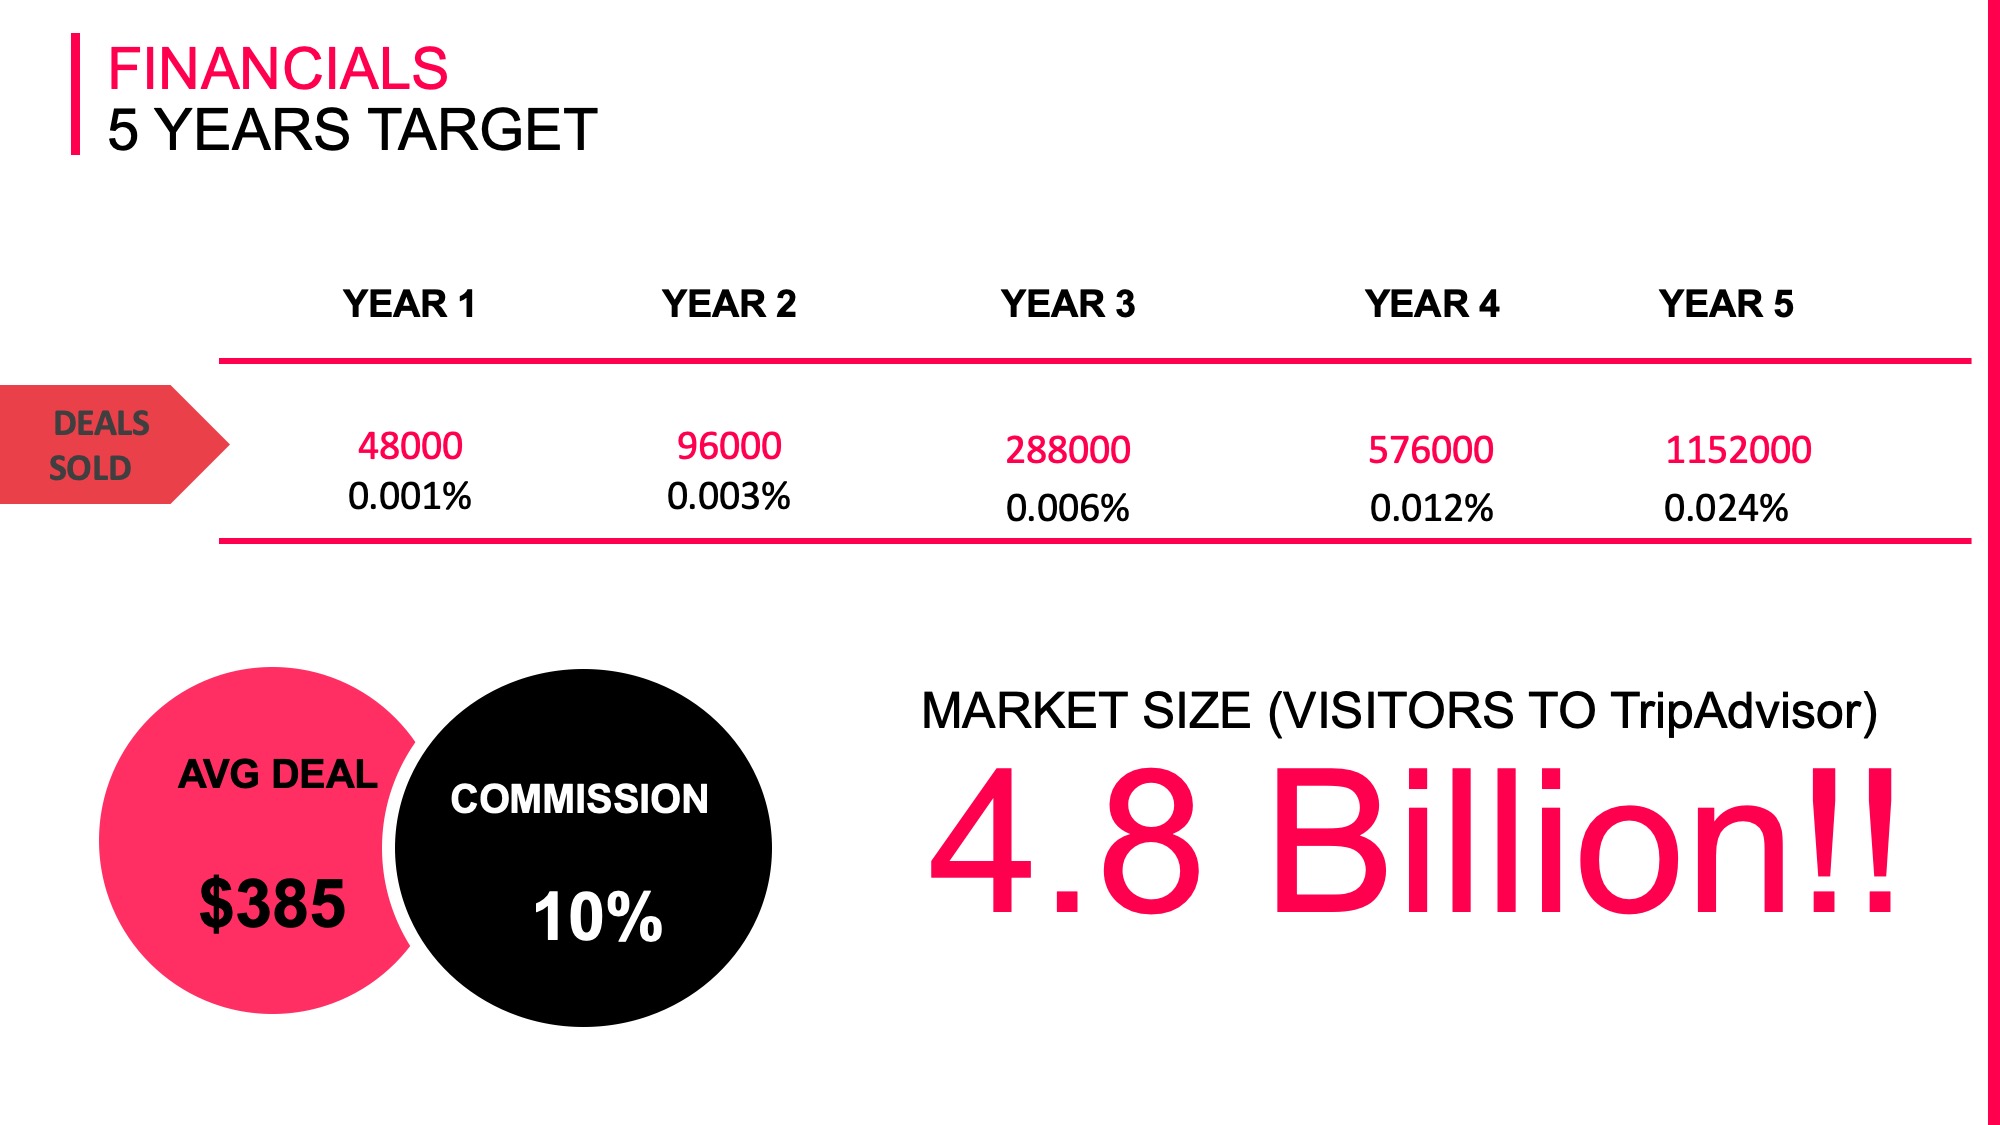 FINANCIALS
5 YEARS TARGET
YEAR 1 YEAR 2 YEAR 3 YEAR 4 YEAR 5
DEALS
SOLD
48000 96000 288000 576000 1152000
0.001% 0.003% 0.006% 0.012% 0.024%
AVG DEAL
$385
COMMISSION
10%
MARKET SIZE (VISITORS TO TripAdvisor)
4.8 Billion!!